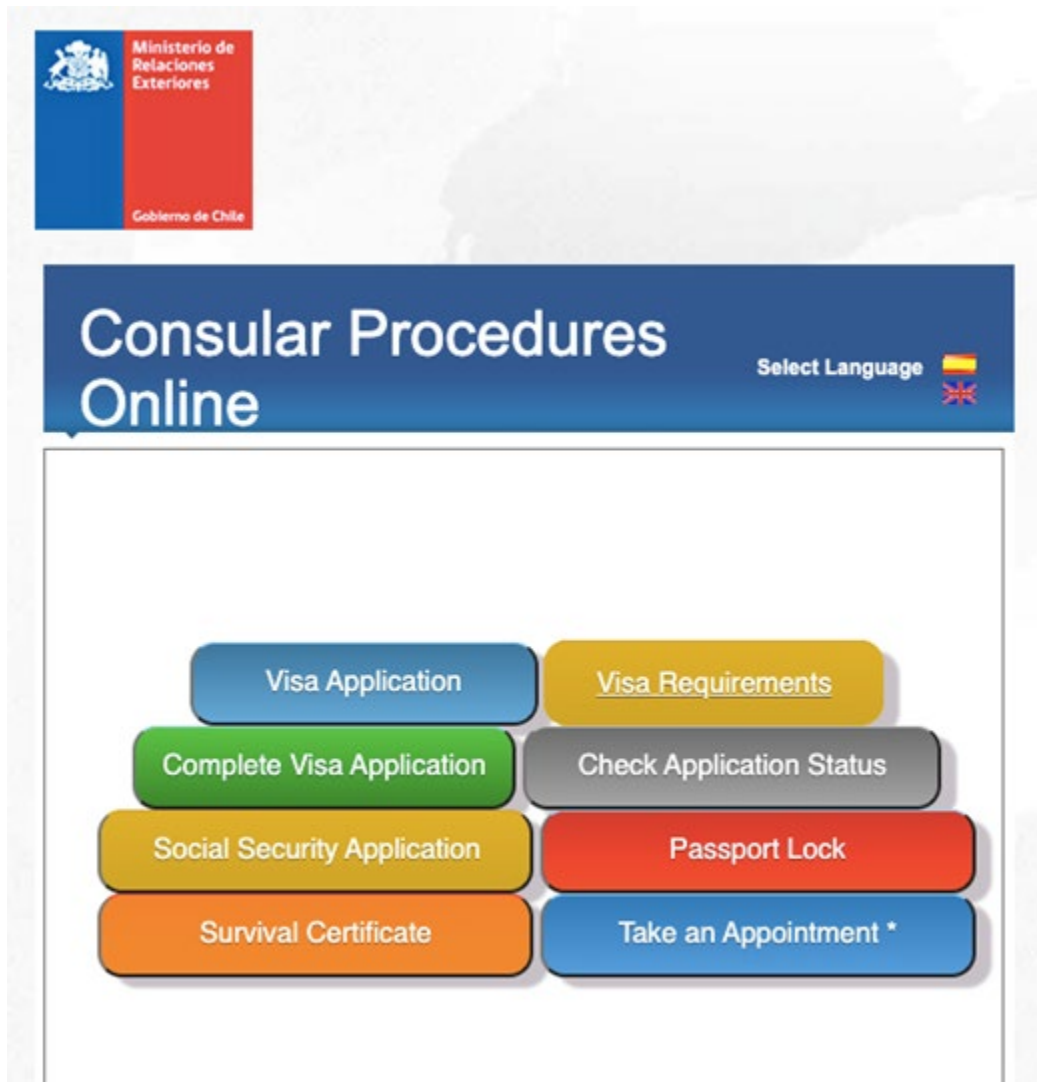 Ministerio de
Relaciones
Exteriores
Gobierno de Chile
Consular Procedures
Online
Select Language
Visa Application
Visa Requirements
Complete Visa Application
Check Application Status
Social Security Application
Passport Lock
Survival Certificate
Take an Appointment *